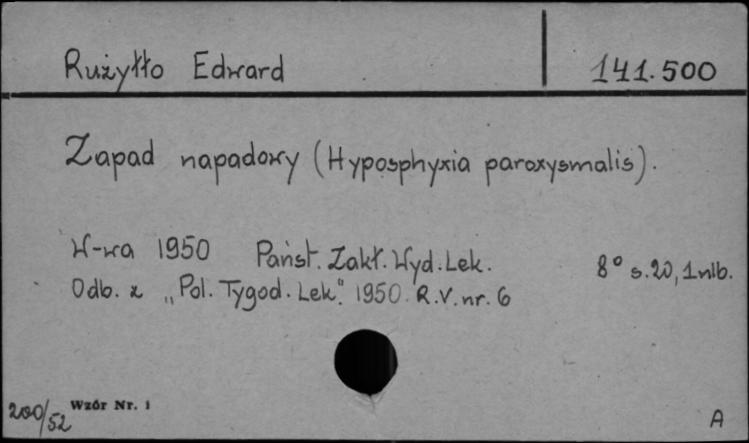 Rużyłło Edward 141.500
Zapad napadowy (Hyposphyxia paroxysmalis).
W-wa 1950 Państ. Zakł. Wyd. Lek. 8° s. 20, 1 nlb.
Odb. z „Pol. Tygod. Lek." 1950. R.V. nr. 6
200/52 Wzór Nr. 1 A